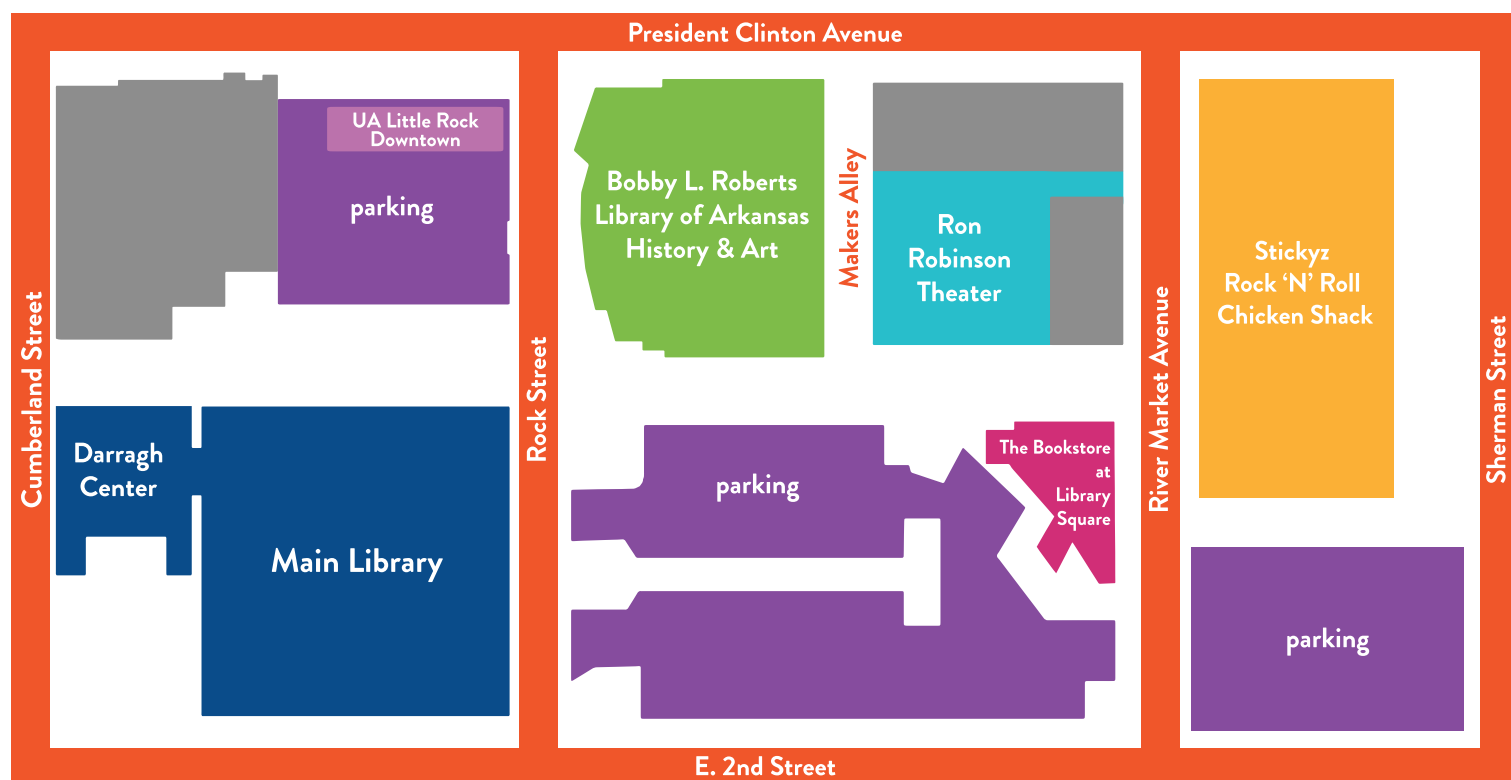 President Clinton Avenue
UA Little Rock
Downtown
parking
Bobby L. Roberts
Library of Arkansas
History & Art
Makers Alley
Ron
Robinson
Theater
Stickyz
Rock ‘N’ Roll
Chicken Shack
Cumberland Street
Rock Street
River Market Avenue
Sherman Street
Darragh
Center
Main Library
parking
The Bookstore
at
Library
Square
parking
E. 2nd Street